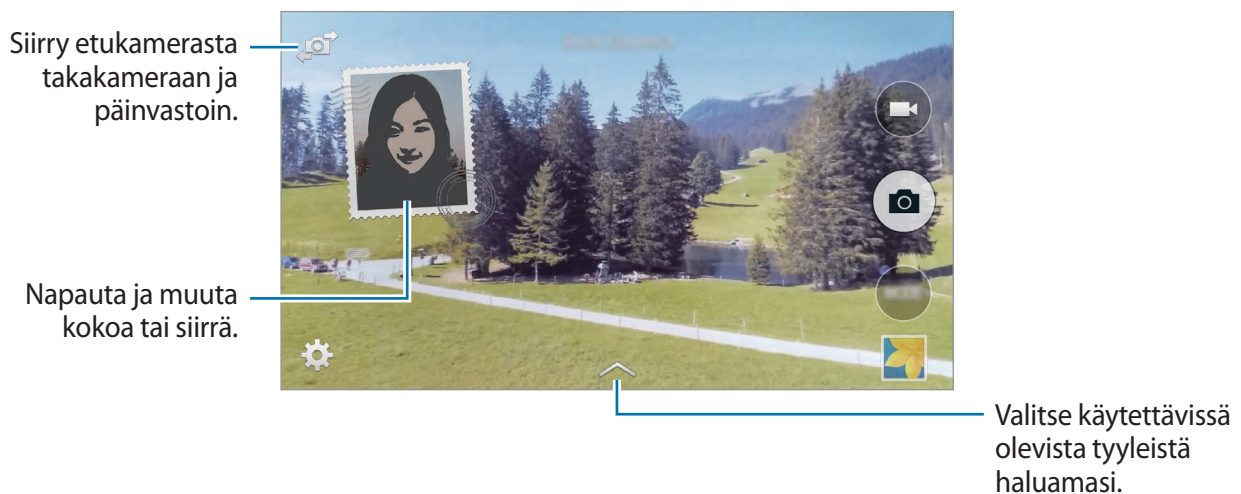 Siirry etukamerasta
takakameraan ja
päinvastoin.
Napauta ja muuta
kokoa tai siirrä.
Valitse käytettävissä
olevista tyyleistä
haluamasi.